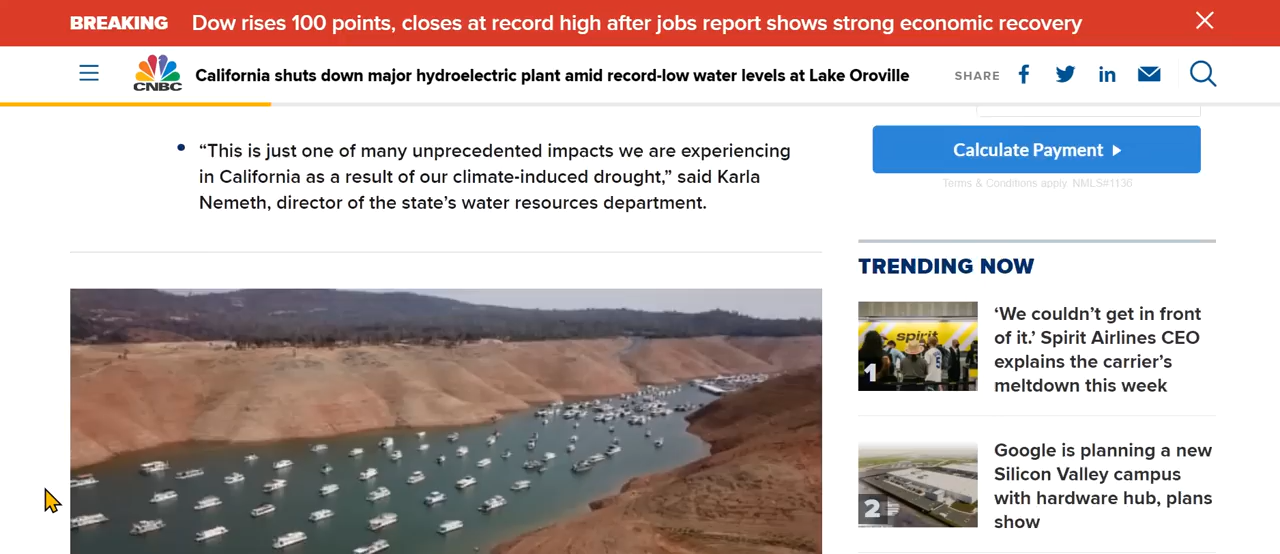 BREAKING Dow rises 100 points, closes at record high after jobs report shows strong economic recovery
CNBC
California shuts down major hydroelectric plant amid record-low water levels at Lake Oroville
SHARE
“This is just one of many unprecedented impacts we are experiencing
in California as a result of our climate-induced drought,” said Karla
Nemeth, director of the state’s water resources department.
Calculate Payment
Terms & Conditions apply NMLS#1136
TRENDING NOW
spirit
1
‘We couldn’t get in front
of it.’ Spirit Airlines CEO
explains the carrier’s
meltdown this week
2
Google is planning a new
Silicon Valley campus
with hardware hub, plans
show